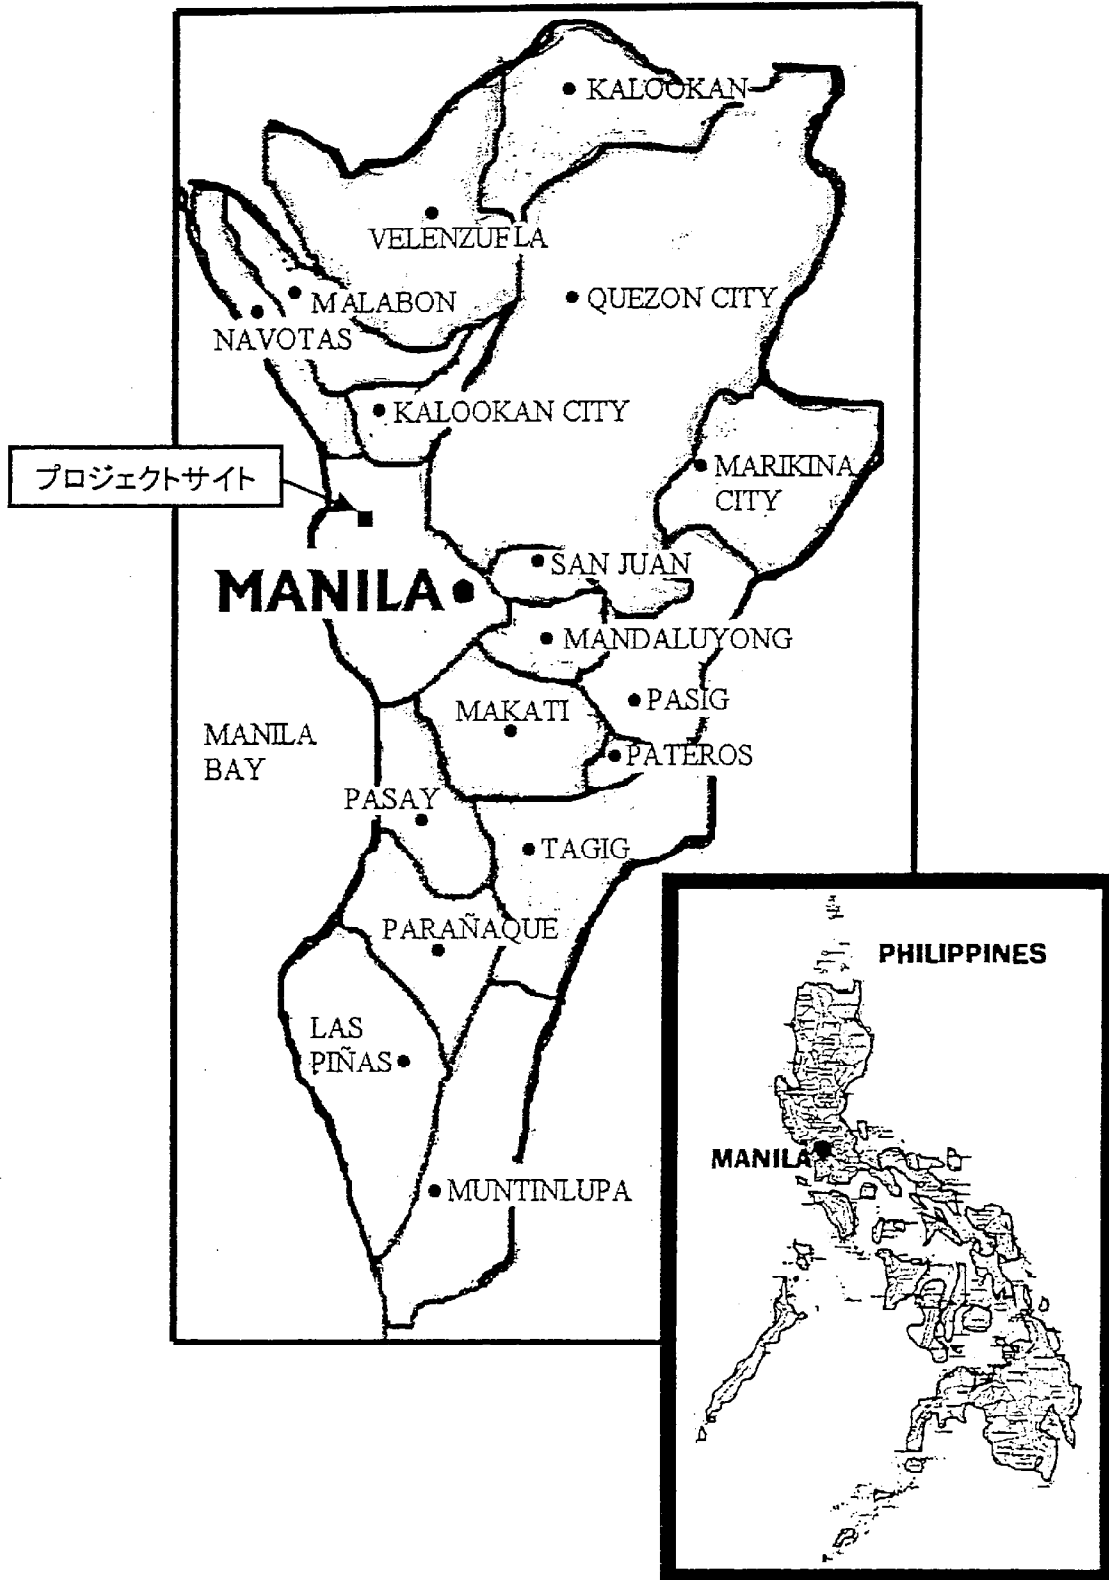 KALOOKAN
VELENZUELA
MALABON
QUEZON CITY
NAVOTAS
KALOOKAN CITY
プロジェクトサイト
MARIKINA
CITY
SAN JUAN
MANILA
MANDALUYONG
PASIG
MAKATI
MANILA
BAY
PATEROS
PASAY
TAGIG
PARAÑAQUE
PHILIPPINES
LAS
PIÑAS
MANILA
MUNTINLUPA